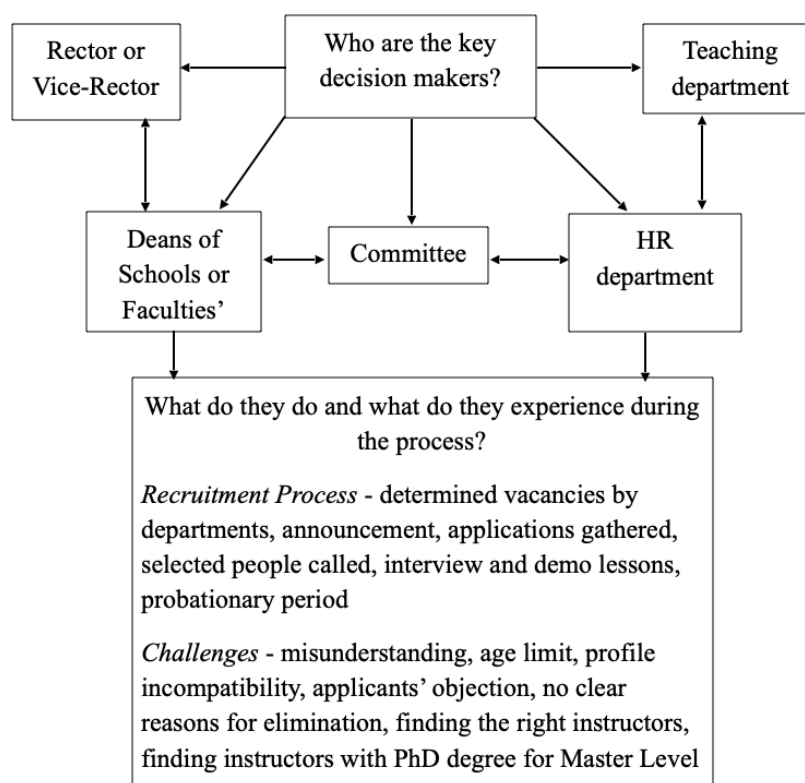 Rector or
Vice-Rector
Who are the key
decision makers?
Teaching
department
Deans of
Schools or
Faculties’
Committee
HR
department
What do they do and what do they experience during
the process?
Recruitment Process - determined vacancies by
departments, announcement, applications gathered,
selected people called, interview and demo lessons,
probationary period
Challenges - misunderstanding, age limit, profile
incompatibility, applicants’ objection, no clear
reasons for elimination, finding the right instructors,
finding instructors with PhD degree for Master Level